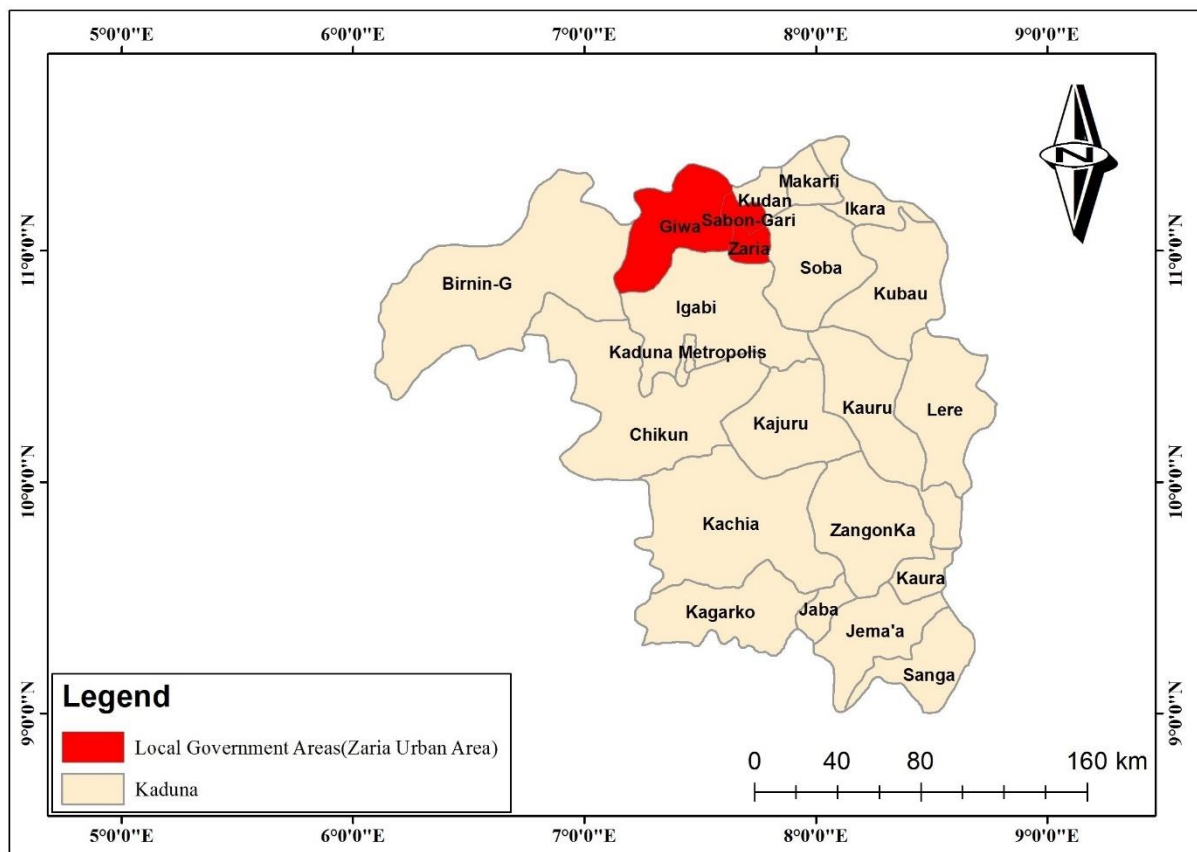 5°0'0"E 6°0'0"E 7°0'0"E 8°0'0"E 9°0'0"E
N
Makarfi
Kudan
Ikara
Sabon-Gari
Giwa
Zaria
11°0'0"N 11°0'0"N
Soba
Birnin-G
Kubau
Igabi
Kaduna Metropolis
Kauru
Lere
Kajuru
Chikun
10°0'0"N 10°0'0"N
Kachia
ZangonKa
Kaura
Kagarko
Jaba
Jema'a
Sanga
9°0'0"N 9°0'0"N
Legend
Local Government Areas(Zaria Urban Area)
Kaduna
0 40 80 160 km
5°0'0"E 6°0'0"E 7°0'0"E 8°0'0"E 9°0'0"E